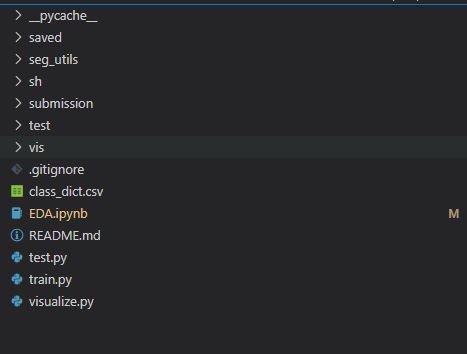 __pycache__
saved
seg_utils
sh
submission
test
vis
.gitignore
class_dict.csv
EDA.ipynb M
README.md
test.py
train.py
visualize.py